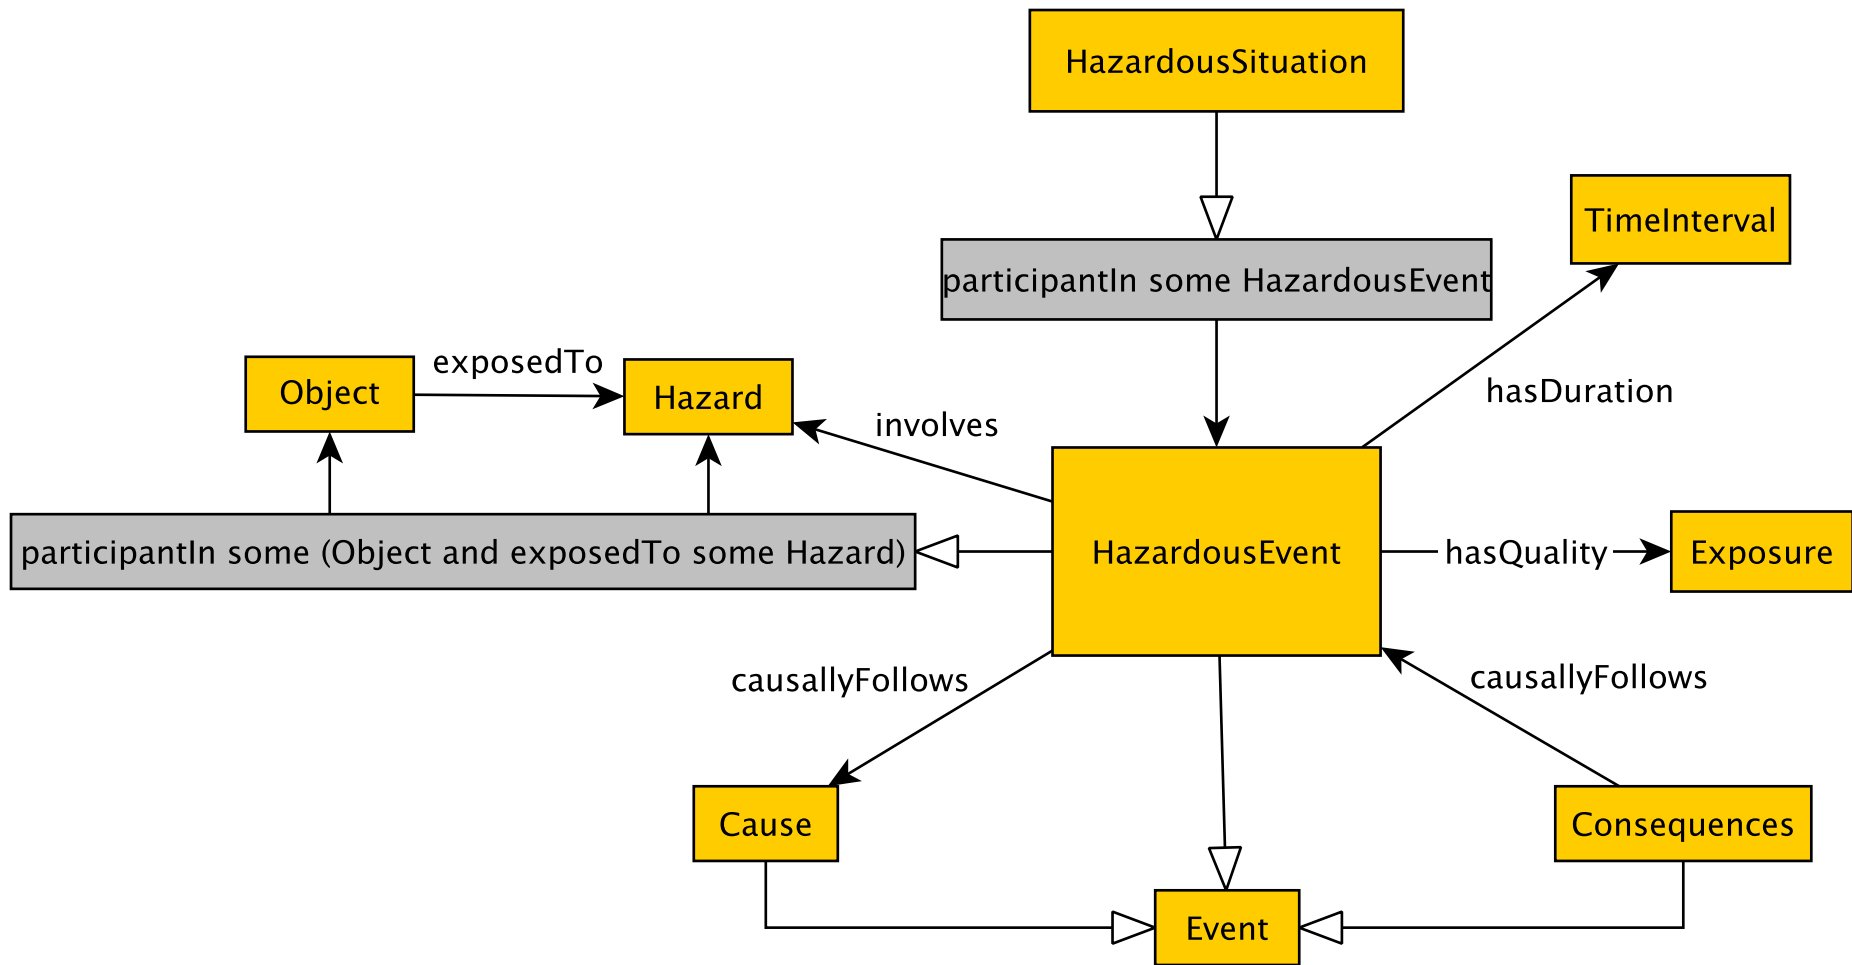 HazardousSituation
TimeInterval
participantIn some HazardousEvent
exposedTo
Object
Hazard
hasDuration
involves
participantIn some (Object and exposedTo some Hazard)
HazardousEvent
hasQuality
Exposure
causallyFollows
causallyFollows
Cause
Consequences
Event